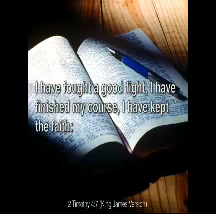 I have fought a good fight, I have
finished my course, I have kept
the faith:
2 Timothy 4:7 (King James Version)